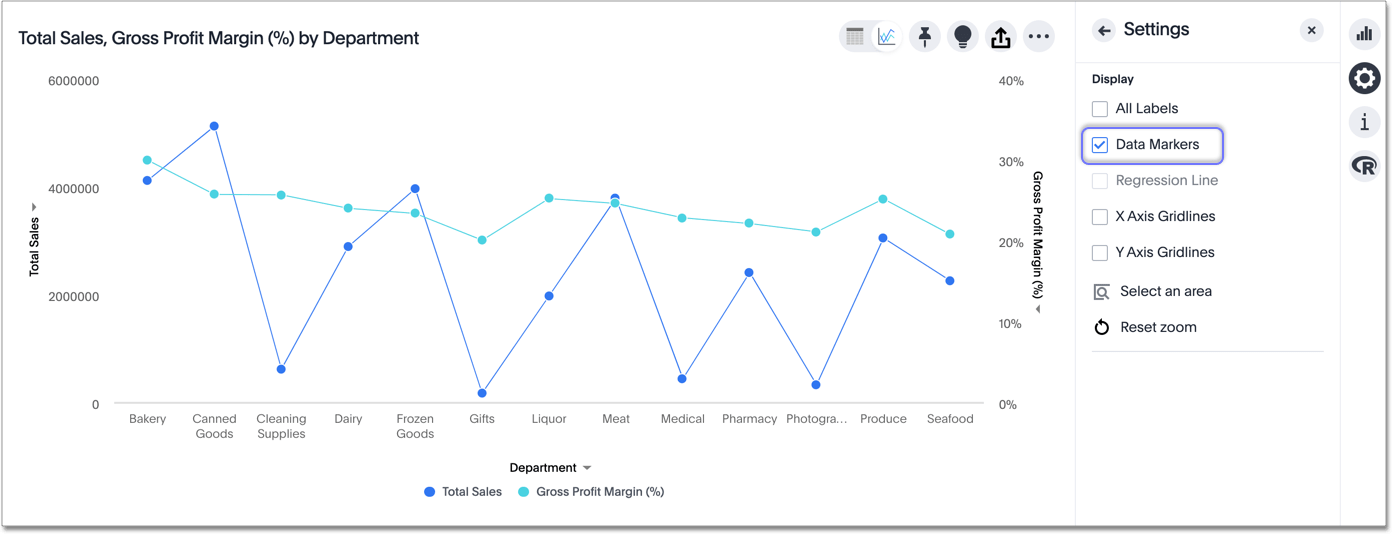 Total Sales, Gross Profit Margin (%) by Department
6000000
4000000
2000000
0
Total Sales
40%
30%
20%
10%
0%
Gross Profit Margin (%)
Bakery
Canned
Goods
Cleaning
Supplies
Dairy
Frozen
Goods
Gifts
Liquor
Meat
Medical
Pharmacy
Photogra...
Produce
Seafood
Department
Total Sales
Gross Profit Margin (%)
Settings
Display
All Labels
Data Markers
Regression Line
X Axis Gridlines
Y Axis Gridlines
Select an area
Reset zoom
i
R